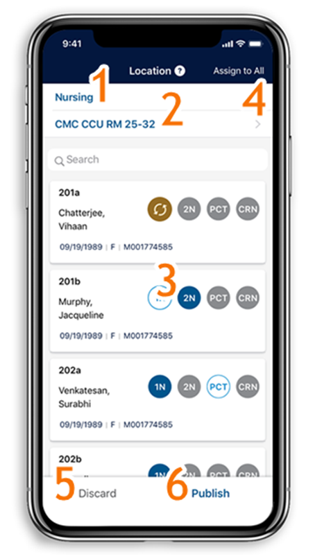 9:41
1 Location ? Assign to All
Nursing 2 4
CMC CCU RM 25-32
Search
201a
Chatterjee, Vihaan
2N PCT CRN
09/19/1989 | F | M001774585
201b
3
Murphy, Jacqueline
2N PCT CRN
09/19/1989 | F | M001774585
202a
Venkatesan, Surabhi
1N 2N PCT CRN
09/19/1989 | F | M001774585
202b
5 Discard 6 Publish